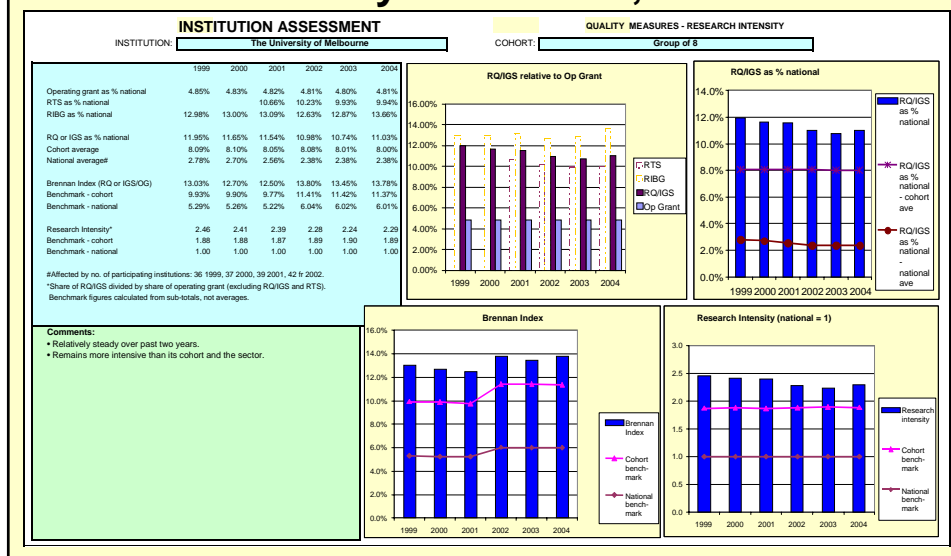 INSTITUTION ASSESSMENT
QUALITY MEASURES - RESEARCH INTENSITY
INSTITUTION: The University of Melbourne
COHORT: Group of 8
1999 2000 2001 2002 2003 2004
Operating grant as % national 4.85% 4.83% 4.82% 4.81% 4.80% 4.81%
RTS as % national 10.66% 10.23% 9.93% 9.94%
RIBG as % national 12.98% 13.00% 13.09% 12.63% 12.87% 13.66%
RQ or IGS as % national 11.95% 11.65% 11.54% 10.98% 10.74% 11.03%
Cohort average 8.09% 8.10% 8.05% 8.08% 8.01% 8.00%
National average# 2.78% 2.70% 2.56% 2.38% 2.38% 2.38%
Brennan Index (RQ or IGS/OG) 13.03% 12.70% 12.50% 13.80% 13.45% 13.78%
Benchmark - cohort 9.93% 9.90% 9.77% 11.41% 11.42% 11.37%
Benchmark - national 5.29% 5.26% 5.22% 6.04% 6.02% 6.01%
Research Intensity* 2.46 2.41 2.39 2.28 2.24 2.29
Benchmark - cohort 1.88 1.88 1.87 1.89 1.90 1.89
Benchmark - national 1.00 1.00 1.00 1.00 1.00 1.00
#Affected by no. of participating institutions: 36 1999, 37 2000, 39 2001, 42 fr 2002.
*Share of RQ/IGS divided by share of operating grant (excluding RQ/IGS and RTS).
Benchmark figures calculated from sub-totals, not averages.
RQ/IGS relative to Op Grant
16.00%
14.00%
12.00%
10.00%
8.00%
6.00%
4.00%
2.00%
0.00%
1999 2000 2001 2002 2003 2004
RTS
RIBG
RQ/IGS
Op Grant
RQ/IGS as % national
14.0%
12.0%
10.0%
8.0%
6.0%
4.0%
2.0%
0.0%
1999 2000 2001 2002 2003 2004
RQ/IGS
as %
national
RQ/IGS
as %
national
- cohort
ave
RQ/IGS
as %
national
-
national
ave
Comments:
• Relatively steady over past two years.
• Remains more intensive than its cohort and the sector.
Brennan Index
16.0%
14.0%
12.0%
10.0%
8.0%
6.0%
4.0%
2.0%
0.0%
1999 2000 2001 2002 2003 2004
Brennan
Index
Cohort
bench-
mark
National
bench-
mark
Research Intensity (national = 1)
3.0
2.5
2.0
1.5
1.0
0.5
0.0
1999 2000 2001 2002 2003 2004
Research
intensity
Cohort
bench-
mark
National
bench-
mark